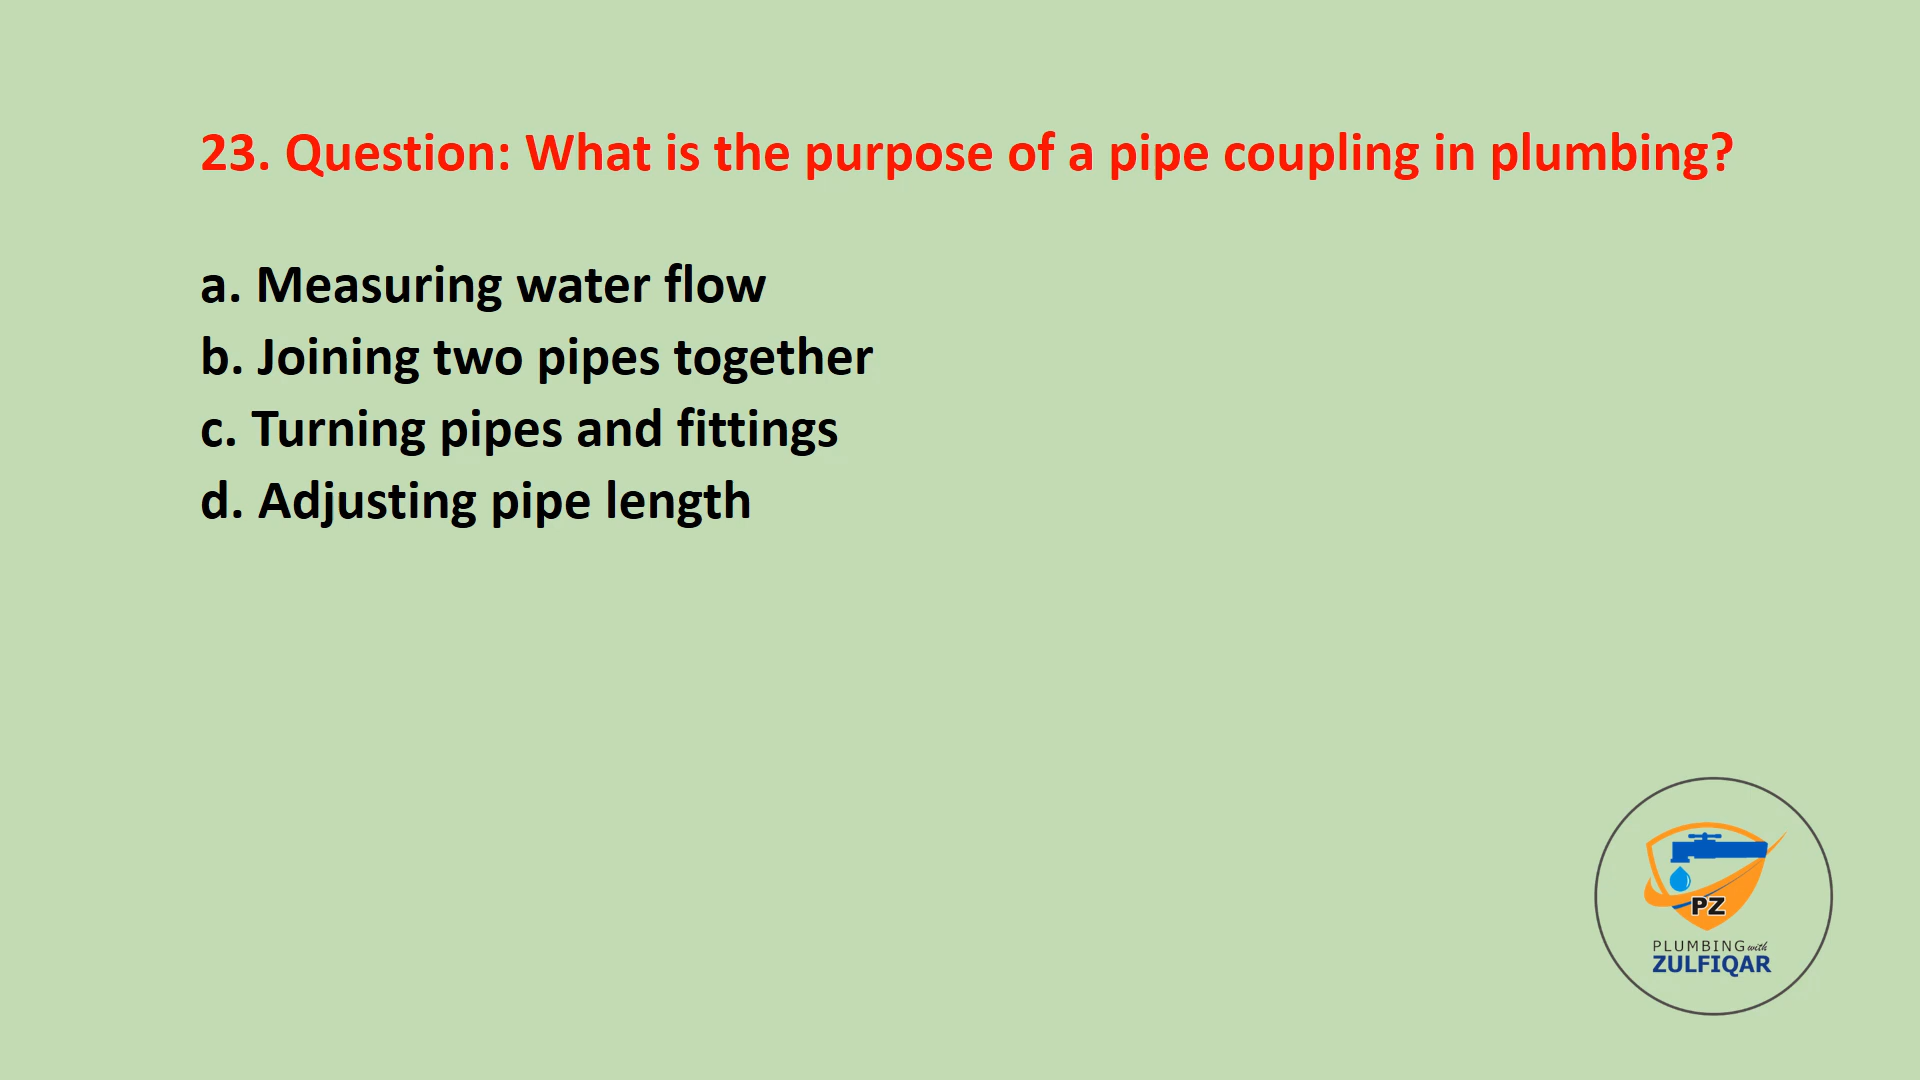 23. Question: What is the purpose of a pipe coupling in plumbing?
a. Measuring water flow
b. Joining two pipes together
c. Turning pipes and fittings
d. Adjusting pipe length
PZ
PLUMBING with
ZULFIQAR